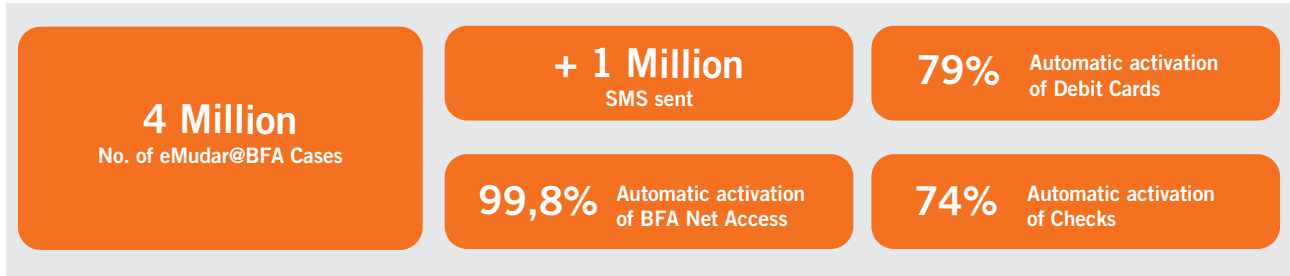 4 Million
No. of eMudar@BFA Cases
+ 1 Million
SMS sent
79%
Automatic activation
of Debit Cards
99,8%
Automatic activation
of BFA Net Access
74%
Automatic activation
of Checks